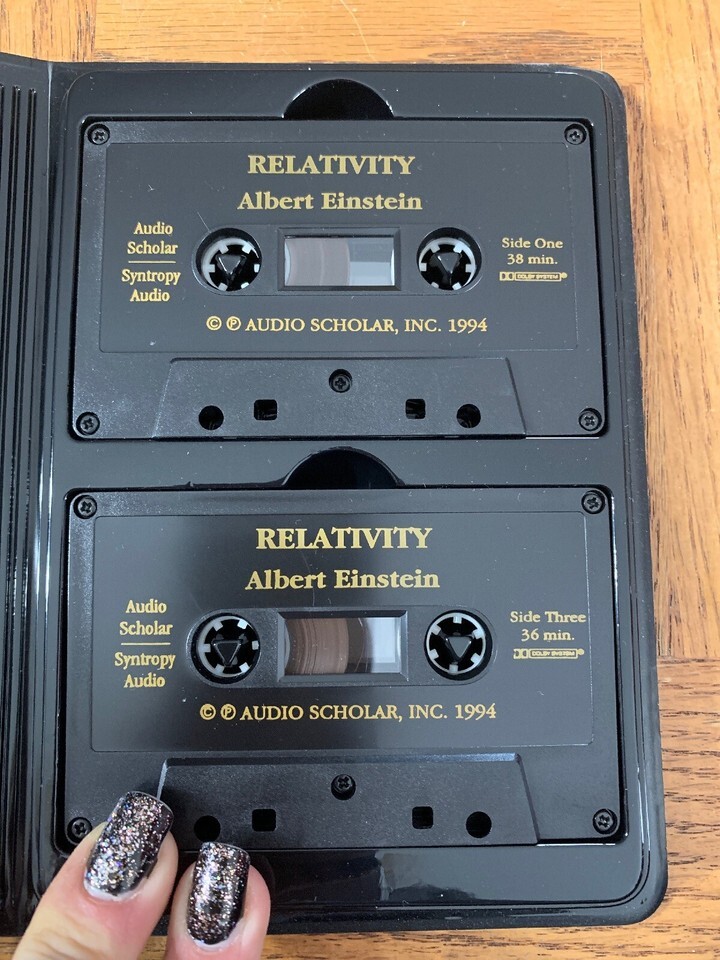 RELATIVITY
Albert Einstein
Audio
Scholar
Syntropy
Audio
Side One
38 min.
DOLBY SYSTEM®
© ℗ AUDIO SCHOLAR, INC. 1994
RELATIVITY
Albert Einstein
Audio
Scholar
Syntropy
Audio
Side Three
36 min.
DOLBY SYSTEM®
© ℗ AUDIO SCHOLAR, INC. 1994